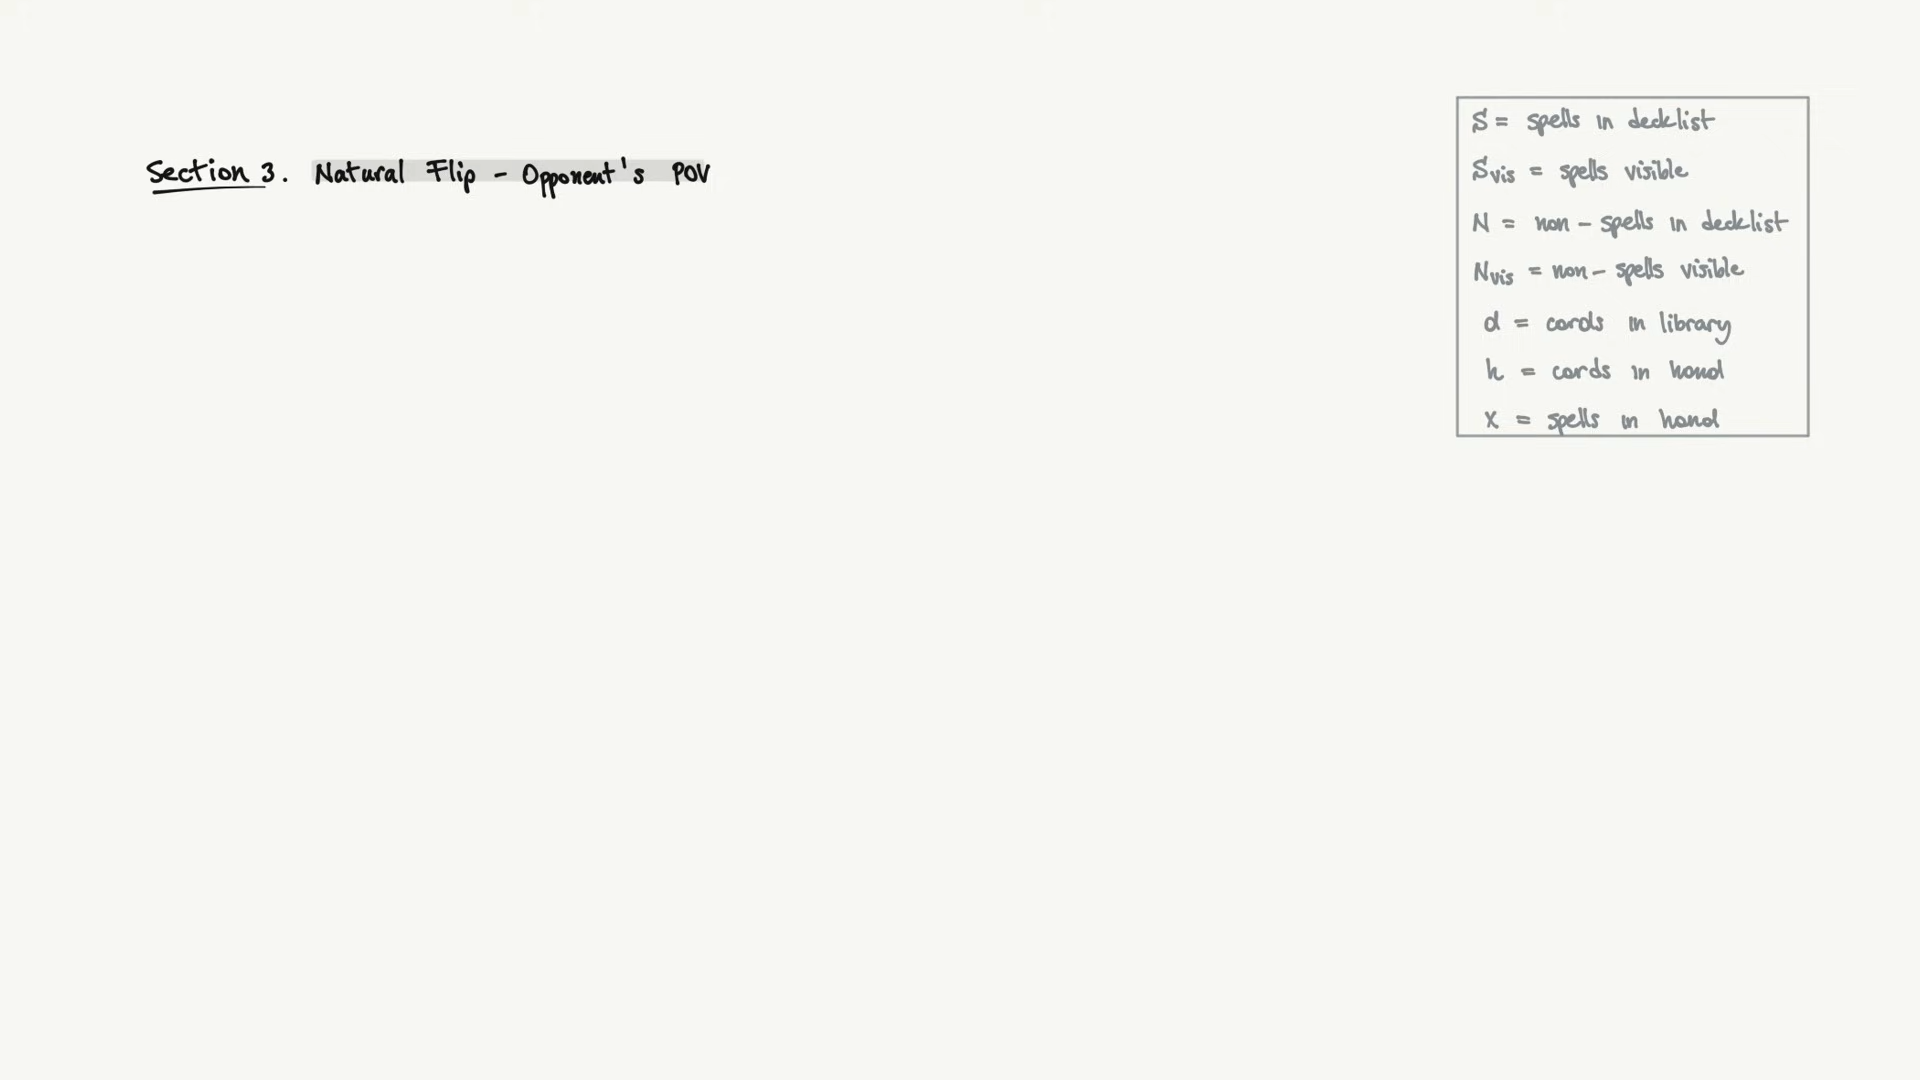 Section 3. Natural Flip - Opponent's POV
S = spells in decklist
Svis = spells visible
N = non-spells in decklist
Nvis = non-spells visible
d = cards in library
h = cards in hand
X = spells in hand